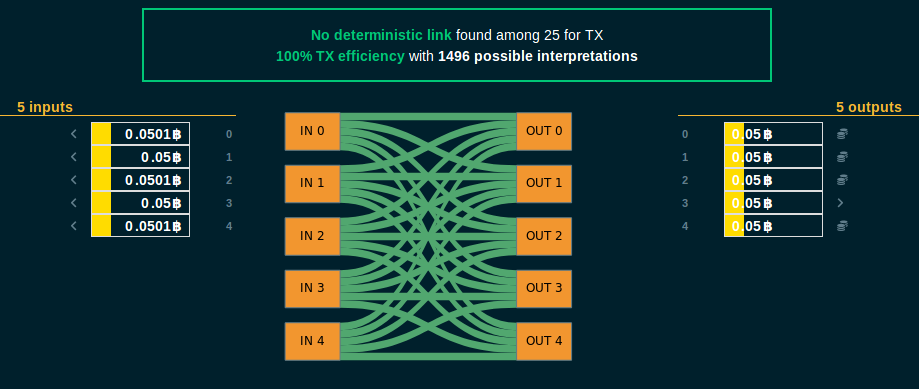 No deterministic link found among 25 for TX
100% TX efficiency with 1496 possible interpretations
5 inputs
5 outputs
0.0501฿ 0
0.05฿ 1
0.0501฿ 2
0.05฿ 3
0.0501฿ 4
IN 0
IN 1
IN 2
IN 3
IN 4
OUT 0
OUT 1
OUT 2
OUT 3
OUT 4
0 0.05฿
1 0.05฿
2 0.05฿
3 0.05฿
4 0.05฿